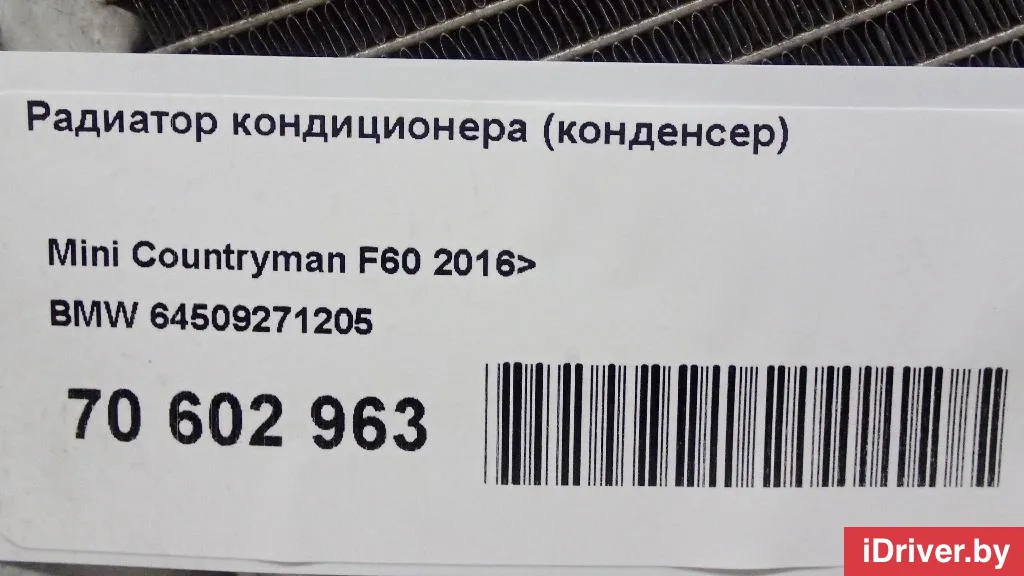 Радиатор кондиционера (конденсер)
Mini Countryman F60 2016>
BMW 64509271205
70 602 963
iDriver.by